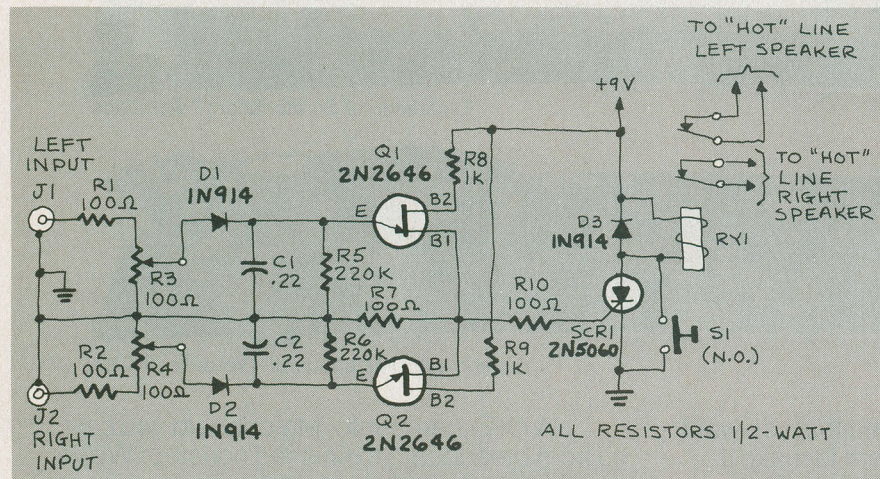 TO "HOT" LINE
LEFT SPEAKER
+9V
LEFT
INPUT
J1
R1
100Ω
D1
1N914
Q1
2N2646
R8
1K
TO "HOT"
LINE
RIGHT
SPEAKER
E
B2
B1
D3
1N914
RY1
R3
100Ω
C1
.22
R5
220K
R7
100Ω
R10
100Ω
SCR1
2N5060
S1
(N.O.)
R2
100Ω
R4
100Ω
C2
.22
R6
220K
E
B1
B2
R9
1K
J2
RIGHT
INPUT
D2
1N914
Q2
2N2646
ALL RESISTORS 1/2-WATT